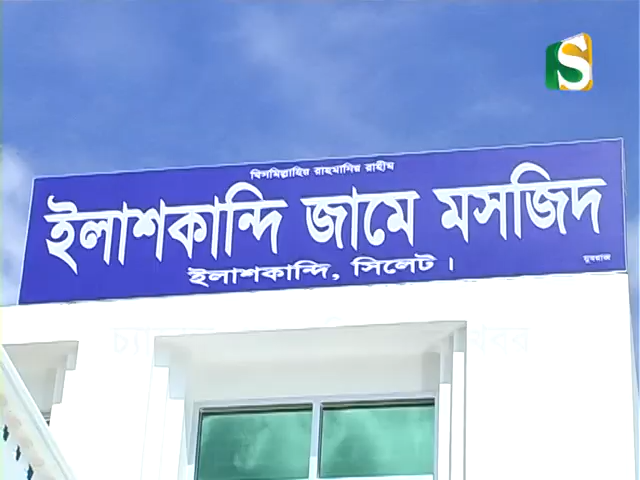 S
বিসমিল্লাহির রাহমানির রাহীম
ইলাশকান্দি জামে মসজিদ
ইলাশকান্দি, সিলেট ।